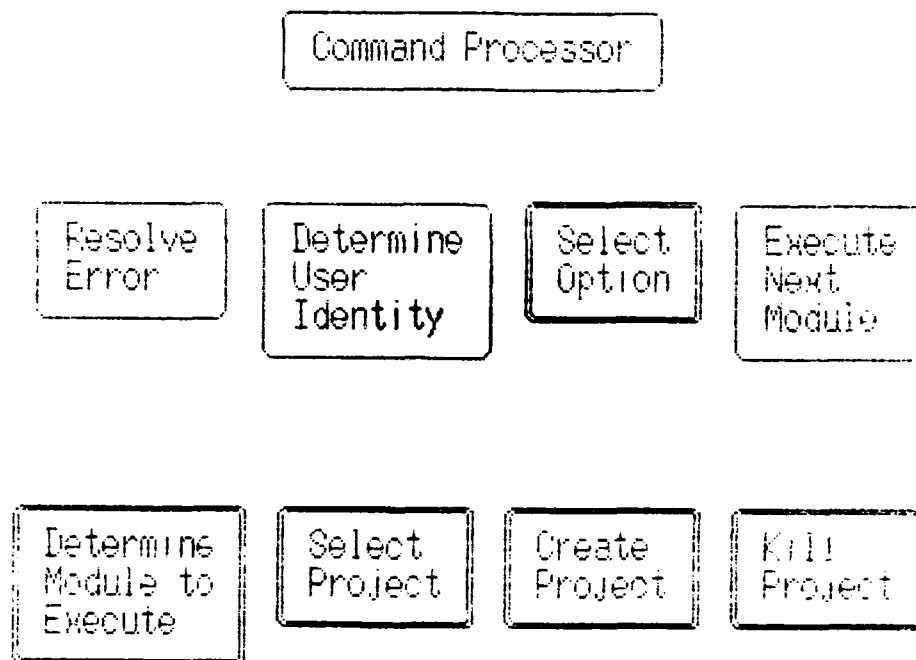 Command Processor
Resolve
Error
Determine
User
Identity
Select
Option
Execute
Next
Module
Determine
Module to
Execute
Select
Project
Create
Project
Kill
Project